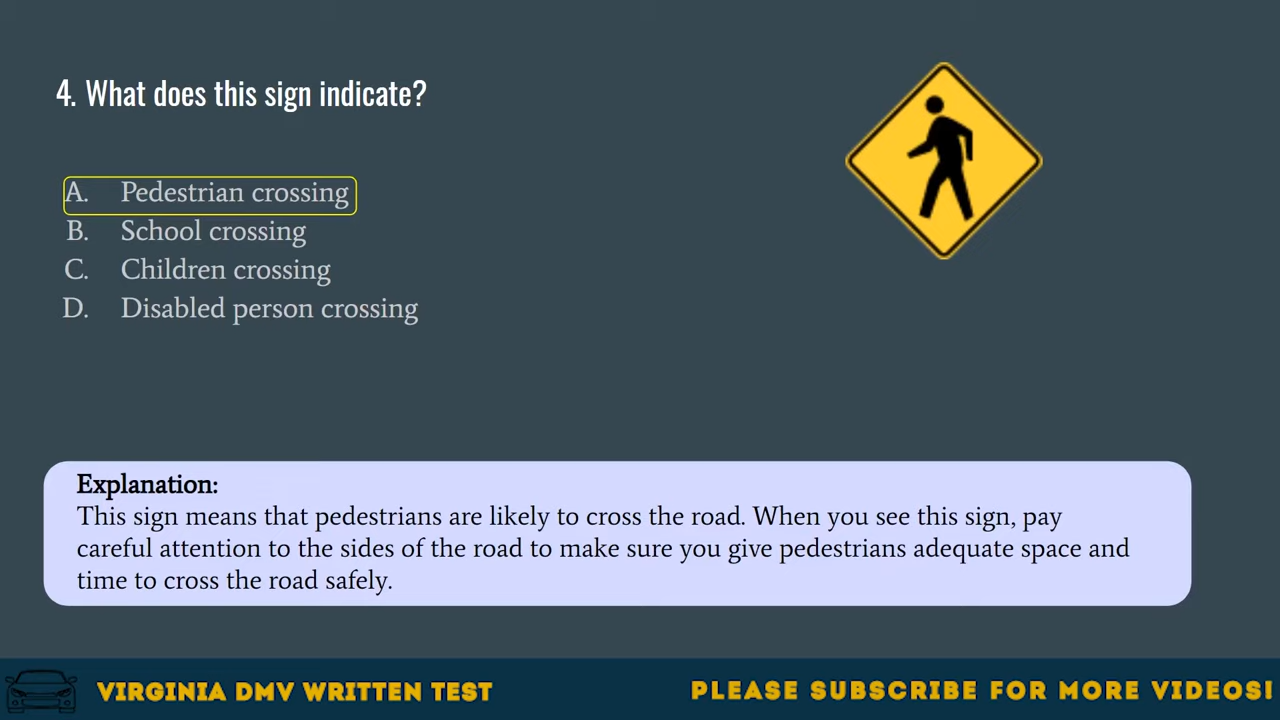 4. What does this sign indicate?
A. Pedestrian crossing
B. School crossing
C. Children crossing
D. Disabled person crossing
Explanation:
This sign means that pedestrians are likely to cross the road. When you see this sign, pay
careful attention to the sides of the road to make sure you give pedestrians adequate space and
time to cross the road safely.
VIRGINIA DMV WRITTEN TEST
PLEASE SUBSCRIBE FOR MORE VIDEOS!